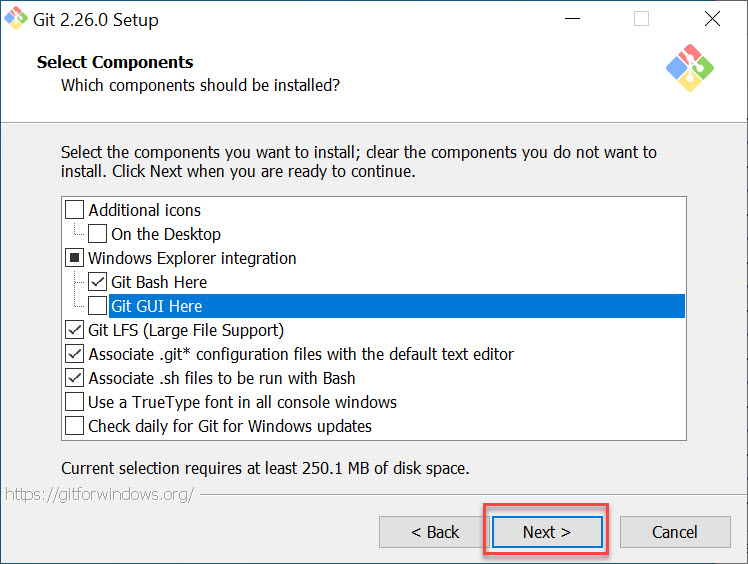 Git 2.26.0 Setup
Select Components
Which components should be installed?
Select the components you want to install; clear the components you do not want to
install. Click Next when you are ready to continue.
Additional icons
On the Desktop
Windows Explorer integration
Git Bash Here
Git GUI Here
Git LFS (Large File Support)
Associate .git* configuration files with the default text editor
Associate .sh files to be run with Bash
Use a TrueType font in all console windows
Check daily for Git for Windows updates
Current selection requires at least 250.1 MB of disk space.
https://gitforwindows.org/
< Back Next > Cancel